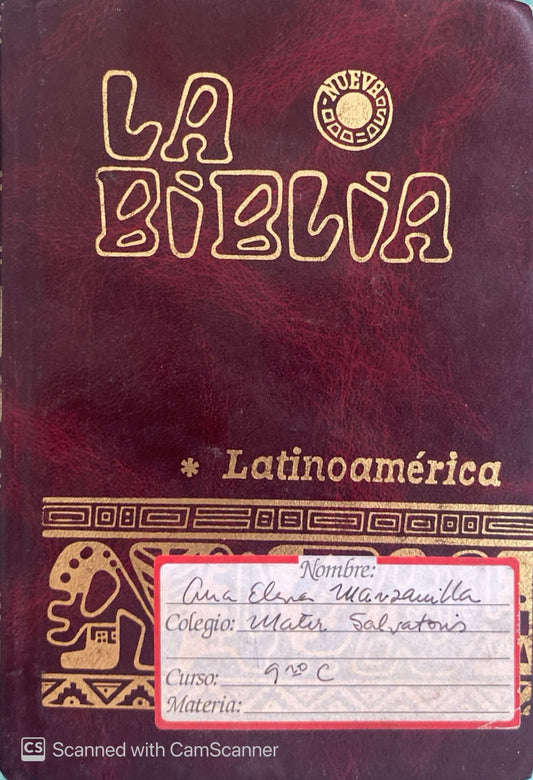 LA
NUEVA
BIBLIA
* Latinoamérica
Nombre:
Ana Elena Manzanilla
Colegio: Mater Salvatoris
Curso: 9no C
Materia:
CS Scanned with CamScanner